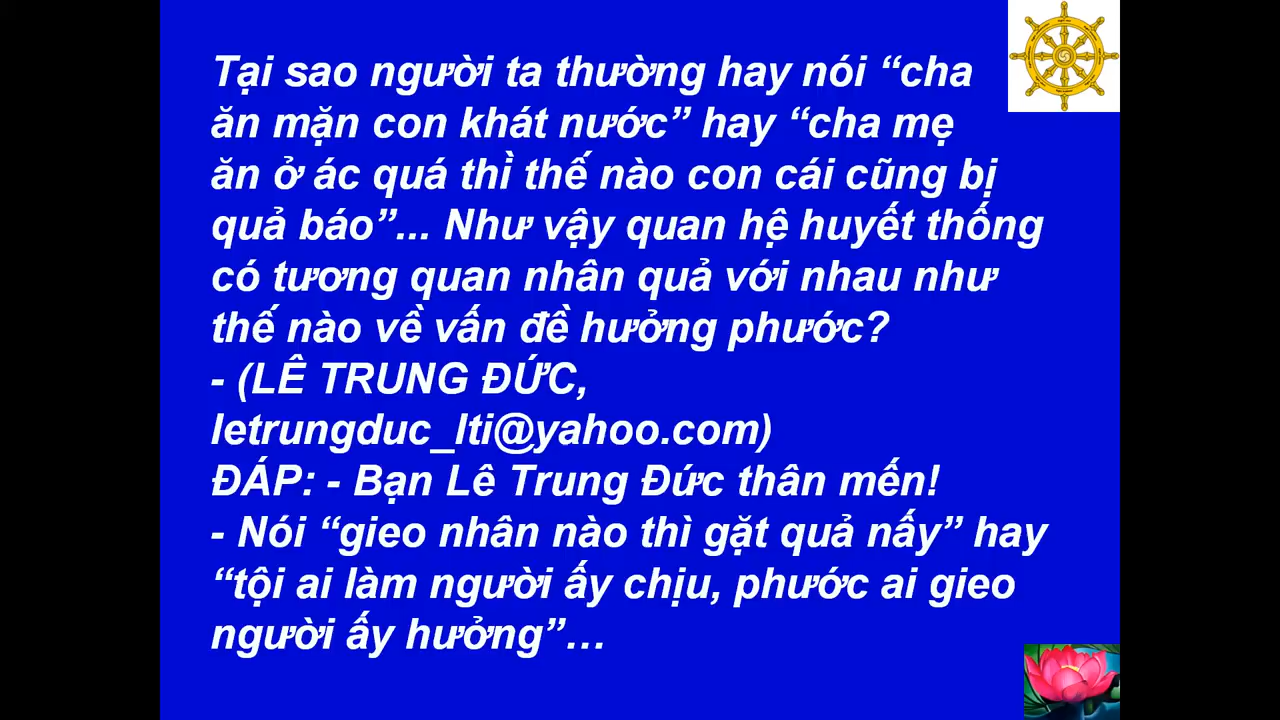 Tại sao người ta thường hay nói “cha
ăn mặn con khát nước” hay “cha mẹ
ăn ở ác quá thì thế nào con cái cũng bị
quả báo”... Như vậy quan hệ huyết thống
có tương quan nhân quả với nhau như
thế nào về vấn đề hưởng phước?
- (LÊ TRUNG ĐỨC,
letrungduc_lti@yahoo.com)
ĐÁP: - Bạn Lê Trung Đức thân mến!
- Nói “gieo nhân nào thì gặt quả nấy” hay
“tội ai làm người ấy chịu, phước ai gieo
người ấy hưởng”…